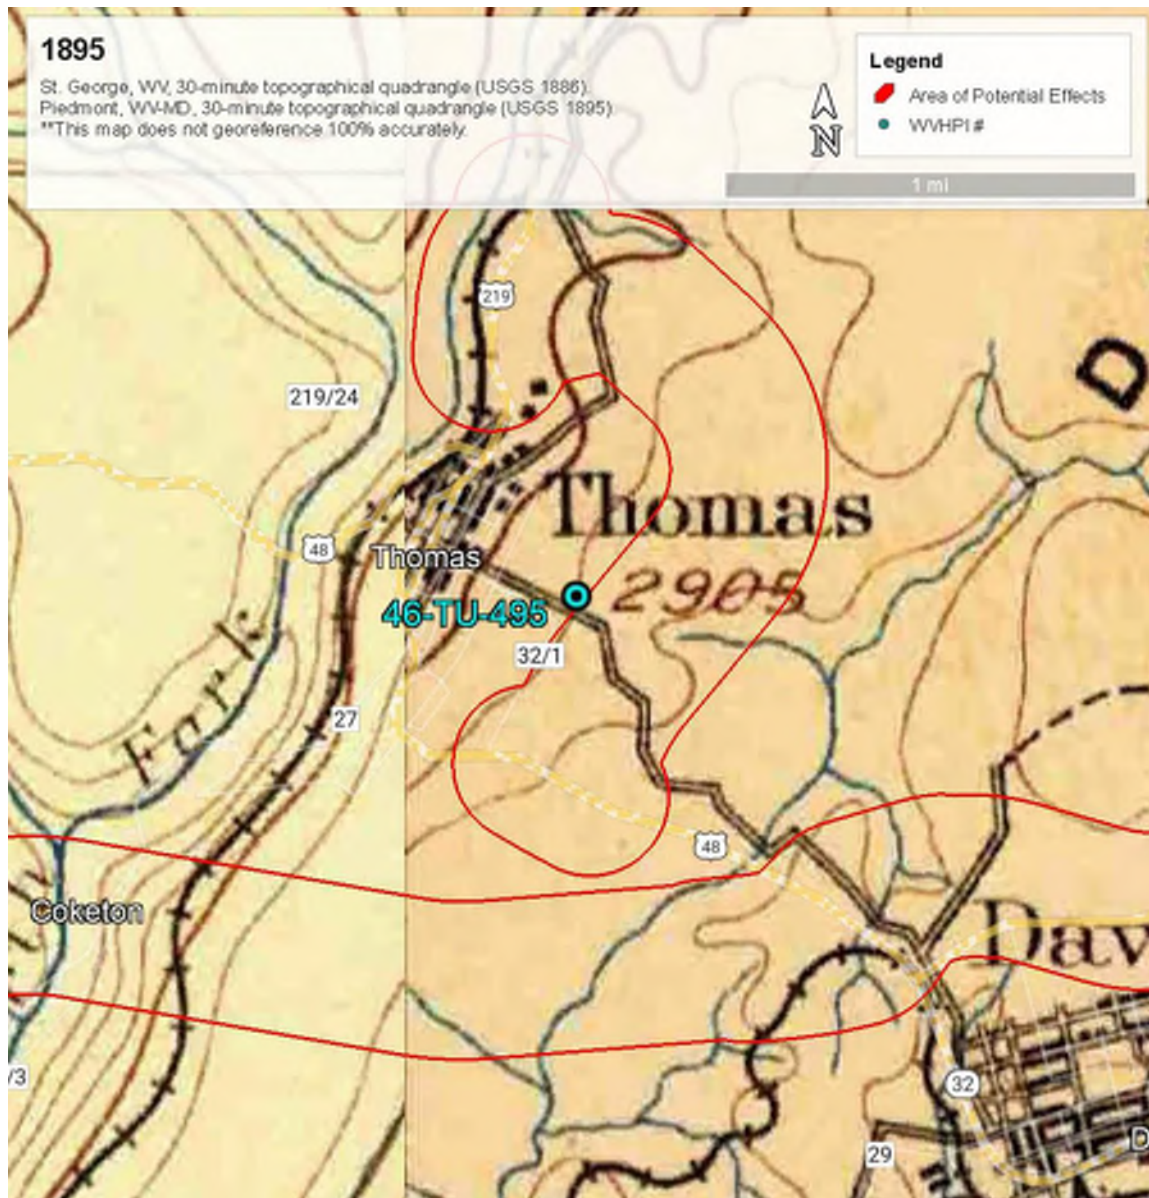 1895
St. George, WV, 30-minute topographical quadrangle (USGS 1886).
Piedmont, WV-MD, 30-minute topographical quadrangle (USGS 1895).
**This map does not georeference 100% accurately.
Legend
Area of Potential Effects
WVHPI #
N
1 mi
219
219/24
D
Thomas
48
Thomas
2905
46-TU-495
32/1
Fork
27
48
Coketon
Dav
/3
32
D
29